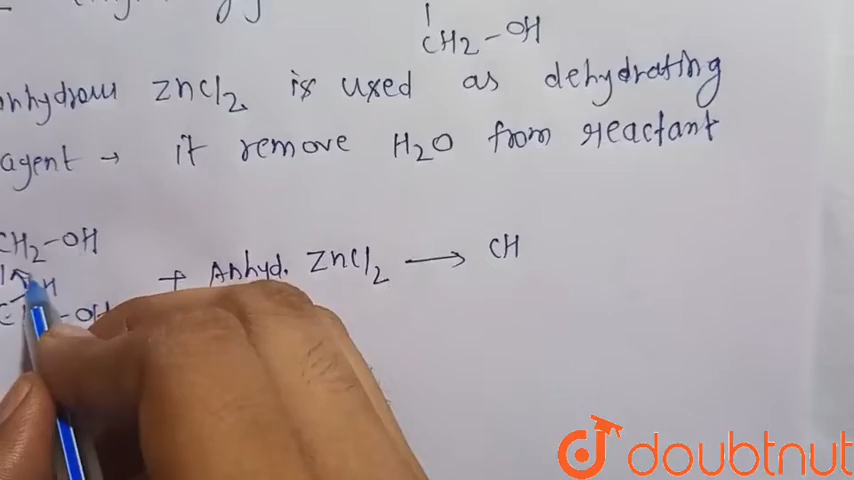 CH2-OH
anhydrous ZnCl2 is used as dehydrating
agent → it remove H2O from reactant
CH2-OH
H
+ Anhyd. ZnCl2 → CH
-OH
doubtnut